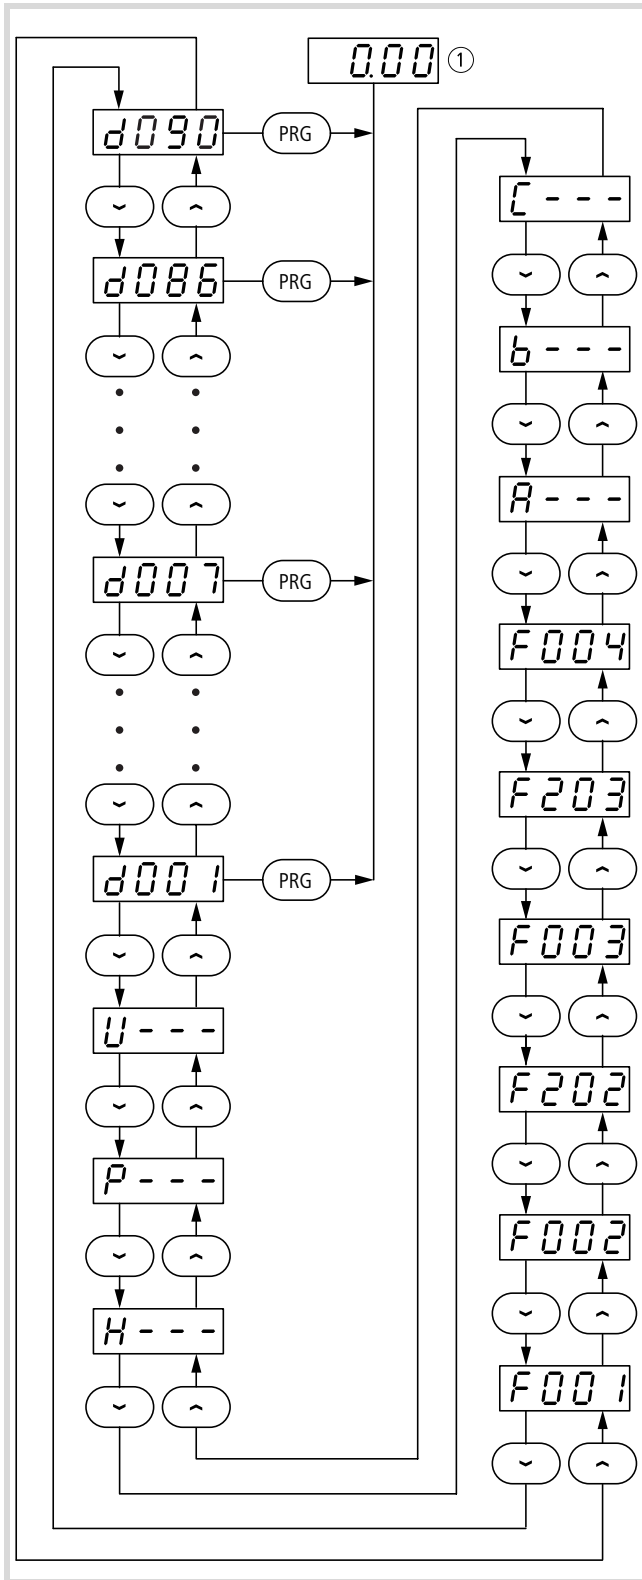 0.00 ①
d090
PRG
d086
PRG
d007
PRG
d001
PRG
U---
P---
H---
C---
b---
A---
F004
F203
F003
F202
F002
F001